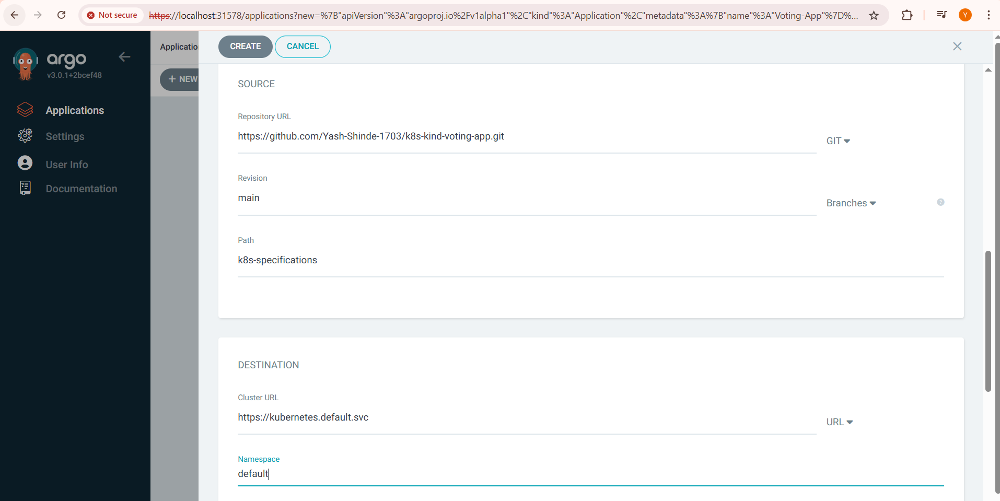 Not secure
https://localhost:31578/applications?new=%7B"apiVersion"%3A"argoproj.io%2Fv1alpha1"%2C"kind"%3A"Application"%2C"metadata"%3A%7B"name"%3A"Voting-App"%7D%...
Y
argo
v3.0.1+2bcef48
Applications
Settings
User Info
Documentation
Applicatio
+ NEW
CREATE
CANCEL
SOURCE
Repository URL
https://github.com/Yash-Shinde-1703/k8s-kind-voting-app.git
GIT
Revision
main
Branches
?
Path
k8s-specifications
DESTINATION
Cluster URL
https://kubernetes.default.svc
URL
Namespace
default